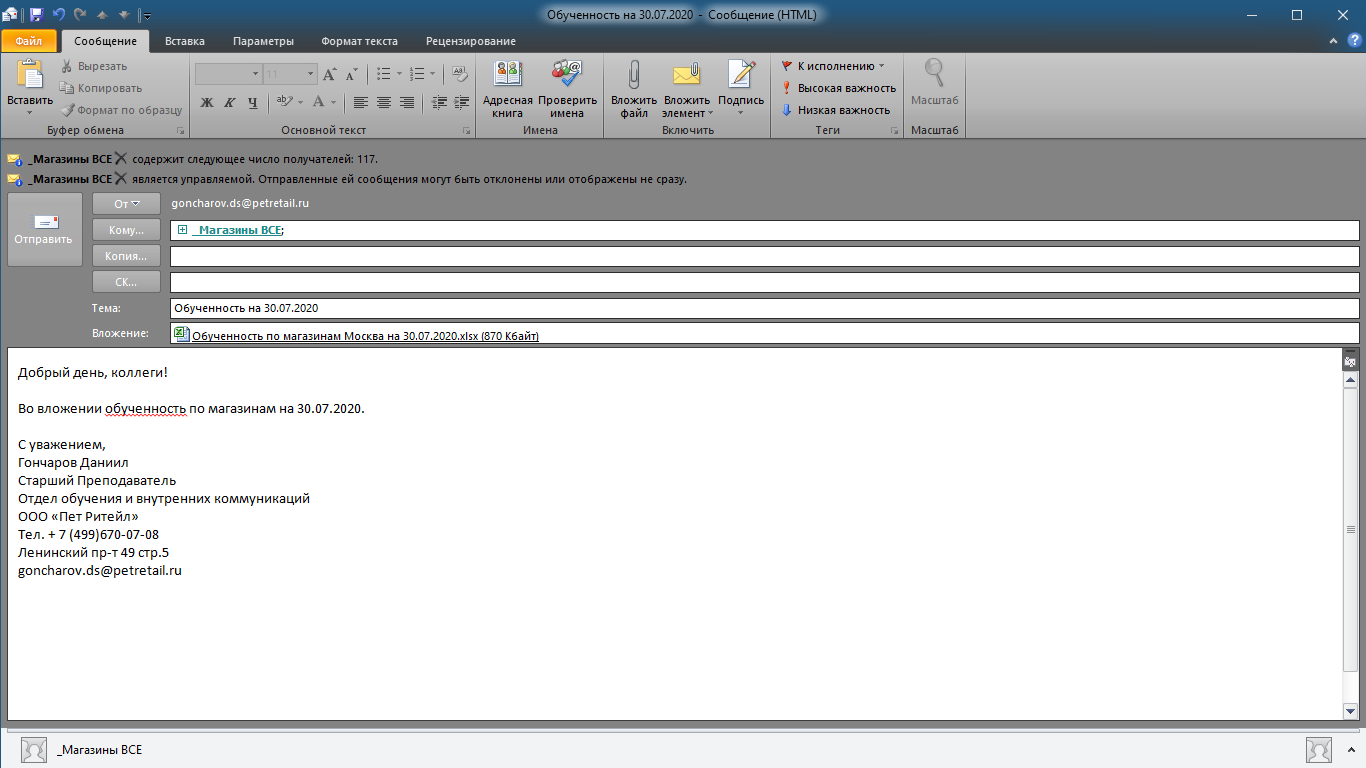 Обученность на 30.07.2020 - Сообщение (HTML)
Файл
Сообщение
Вставка
Параметры
Формат текста
Рецензирование
Вставить
Вырезать
Копировать
Формат по образцу
Буфер обмена
11
Ж К Ч
Основной текст
Адресная книга
Проверить имена
Имена
Вложить файл
Вложить элемент
Подпись
Включить
К исполнению
Высокая важность
Низкая важность
Теги
Масштаб
Масштаб
_Магазины ВСЕ содержит следующее число получателей: 117.
_Магазины ВСЕ является управляемой. Отправленные ей сообщения могут быть отклонены или отображены не сразу.
Отправить
От
goncharov.ds@petretail.ru
Кому...
_Магазины ВСЕ;
Копия...
СК...
Тема:
Обученность на 30.07.2020
Вложение:
Обученность по магазинам Москва на 30.07.2020.xlsx (870 Кбайт)
Добрый день, коллеги!
Во вложении обученность по магазинам на 30.07.2020.
С уважением,
Гончаров Даниил
Старший Преподаватель
Отдел обучения и внутренних коммуникаций
ООО «Пет Ритейл»
Тел. + 7 (499)670-07-08
Ленинский пр-т 49 стр.5
goncharov.ds@petretail.ru
_Магазины ВСЕ